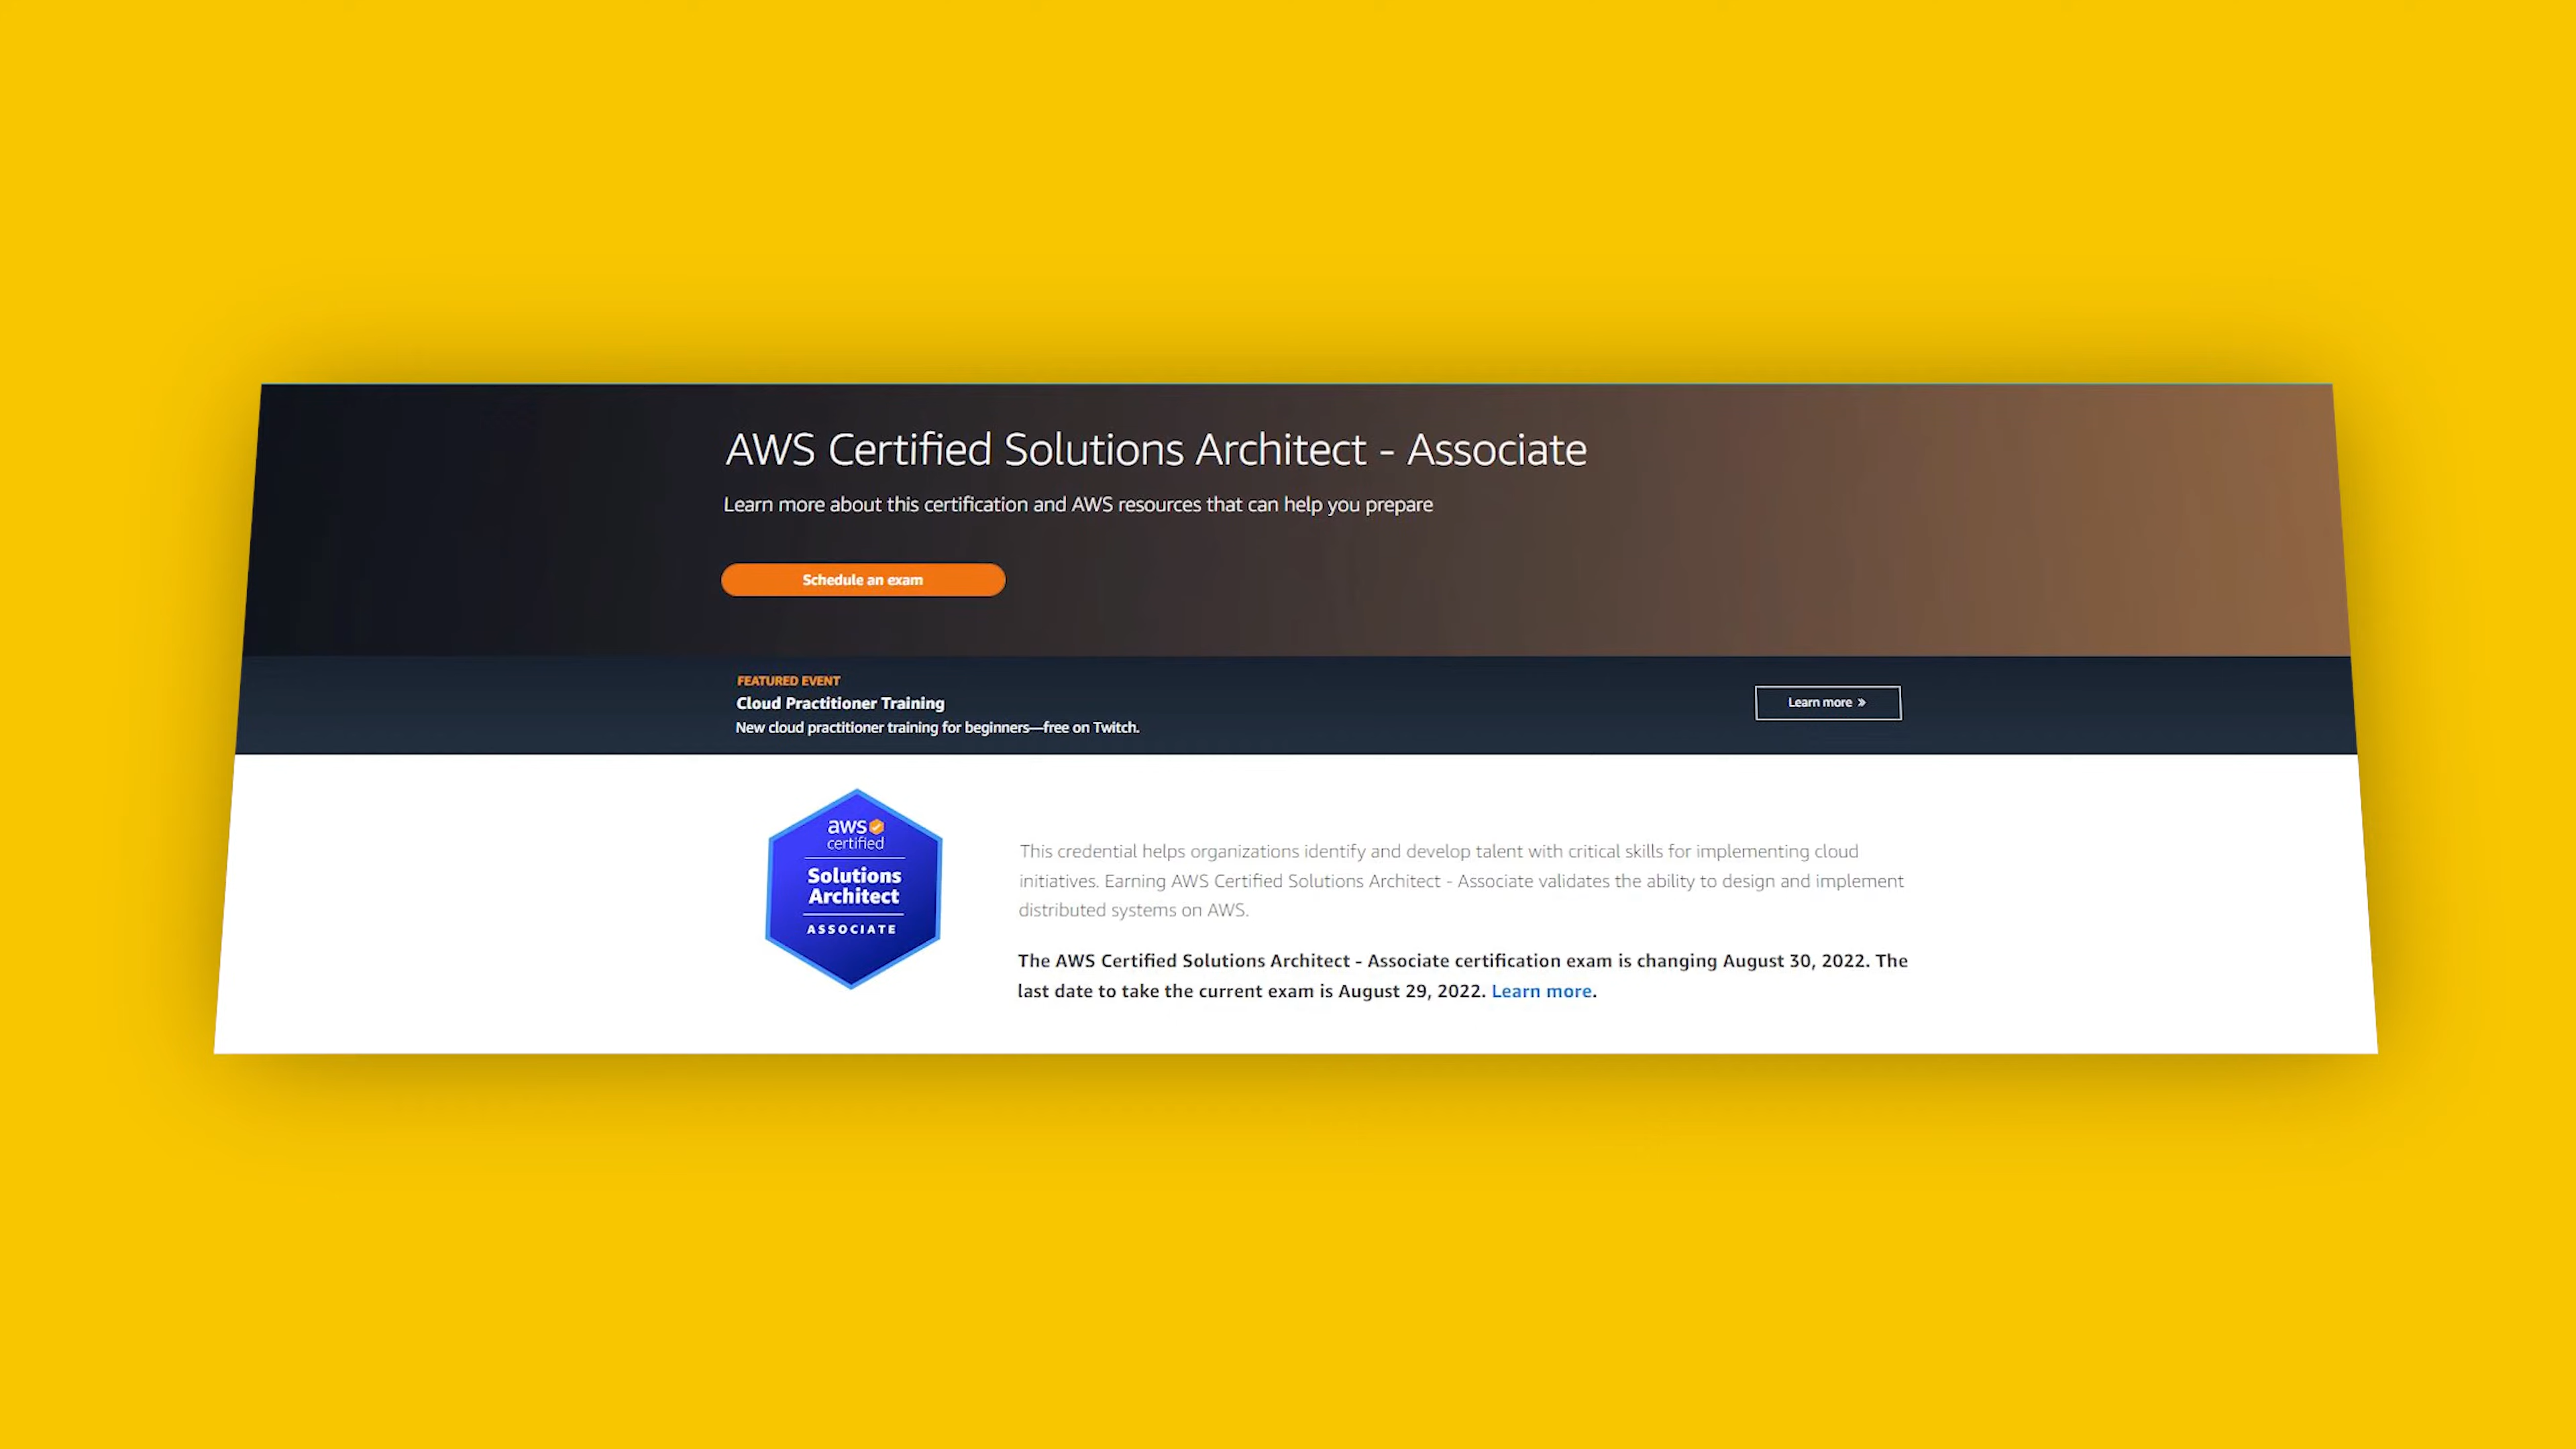 AWS Certified Solutions Architect - Associate
Learn more about this certification and AWS resources that can help you prepare
Schedule an exam
FEATURED EVENT
Cloud Practitioner Training
New cloud practitioner training for beginners—free on Twitch.
Learn more »
aws
certified
Solutions
Architect
ASSOCIATE
This credential helps organizations identify and develop talent with critical skills for implementing cloud
initiatives. Earning AWS Certified Solutions Architect - Associate validates the ability to design and implement
distributed systems on AWS.
The AWS Certified Solutions Architect - Associate certification exam is changing August 30, 2022. The
last date to take the current exam is August 29, 2022. Learn more.